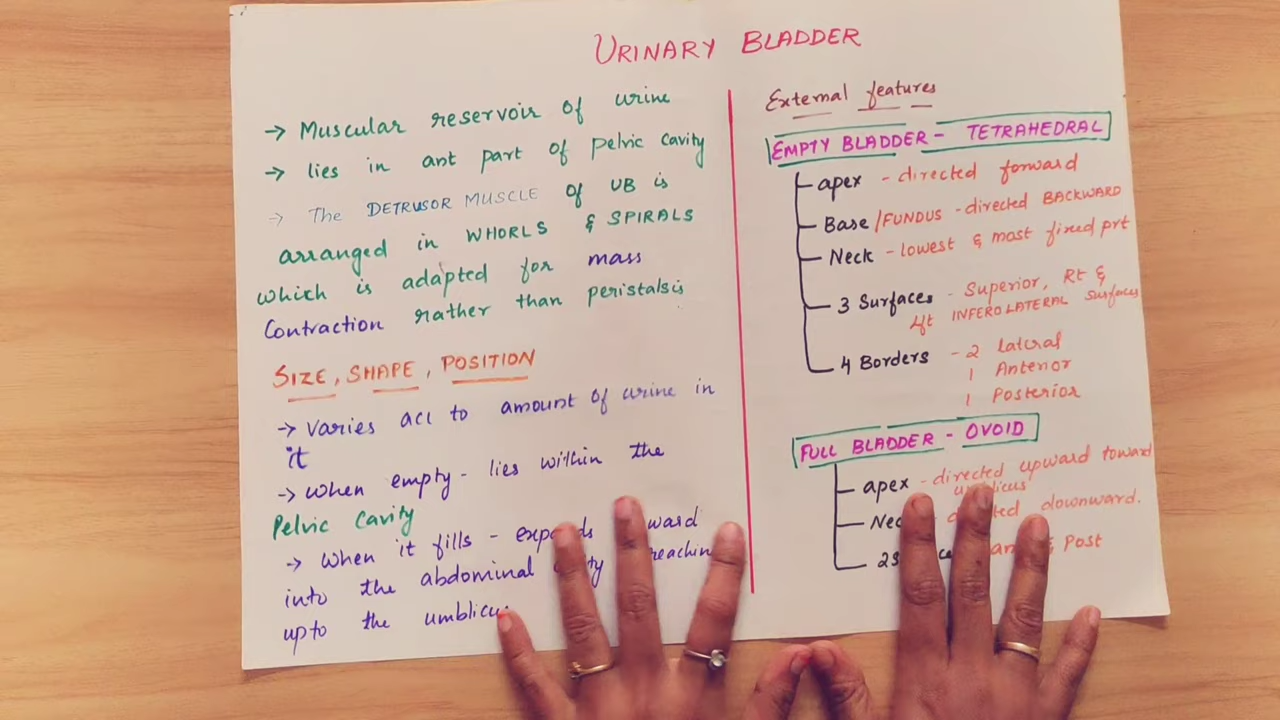 URINARY BLADDER
→ Muscular reservoir of urine
→ lies in ant part of pelvic cavity
→ The DETRUSOR MUSCLE of UB is
arranged in WHORLS & SPIRALS
which is adapted for mass
Contraction rather than peristalsis
SIZE, SHAPE, POSITION
→ Varies acc to amount of urine in
it
→ when empty - lies within the
Pelvic cavity
→ when it fills - upward
into the abdominal reaching
upto the umblicus
External features
EMPTY BLADDER - TETRAHEDRAL
apex - directed forward
Base/FUNDUS - directed BACKWARD
Neck - lowest & most fixed prt
3 Surfaces - Superior, Rt &
Lft INFEROLATERAL Surfaces
4 Borders - 2 lateral
1 Anterior
1 Posterior
FULL BLADDER - OVOID
apex - directed upward toward
downward.
& Post